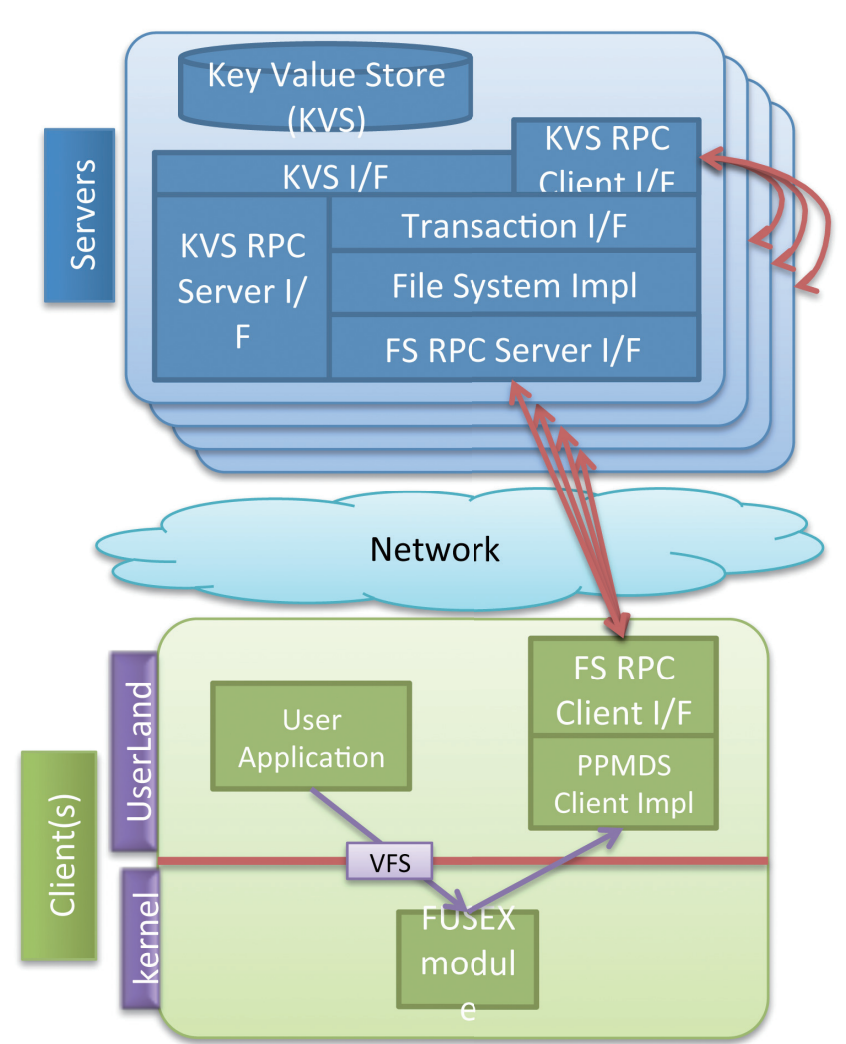 Servers
Key Value Store
(KVS)
KVS I/F
KVS RPC
Client I/F
KVS RPC
Server I/
F
Transaction I/F
File System Impl
FS RPC Server I/F
Network
Client(s)
UserLand
kernel
User
Application
FS RPC
Client I/F
PPMDS
Client Impl
VFS
FUSEX
modul
e